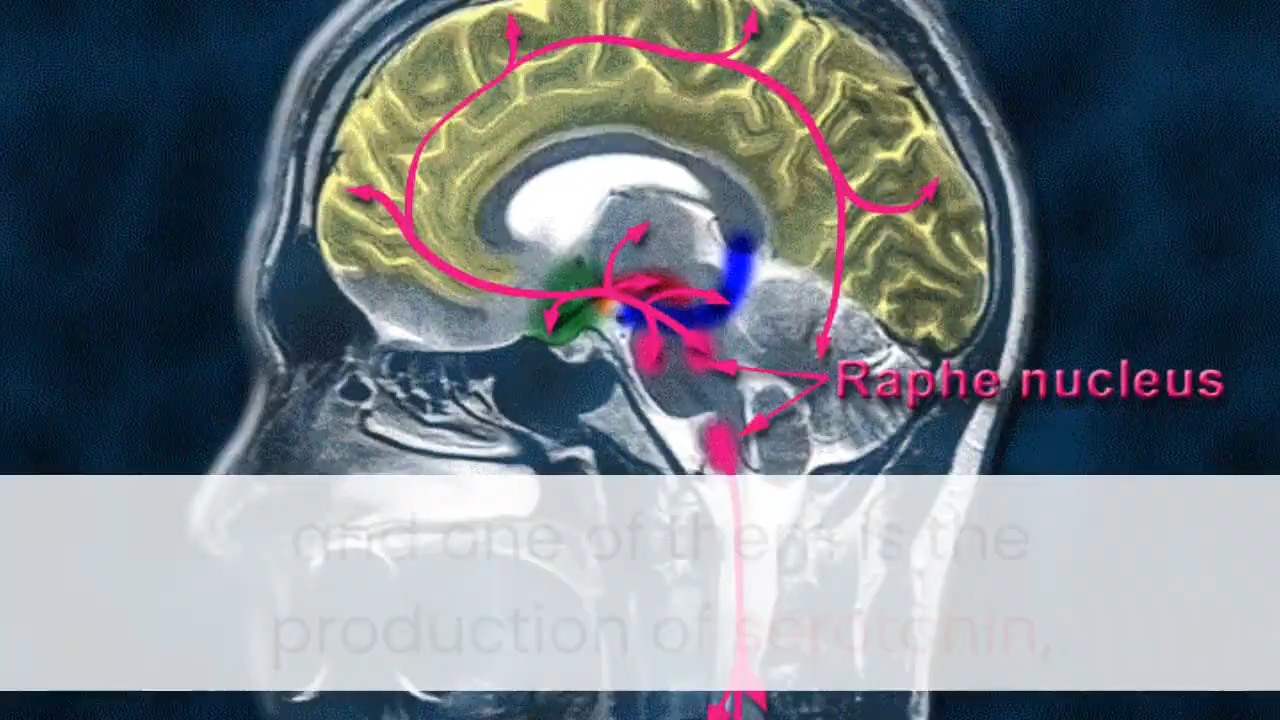 Raphe nucleus
and one of them is the
production of serotonin,